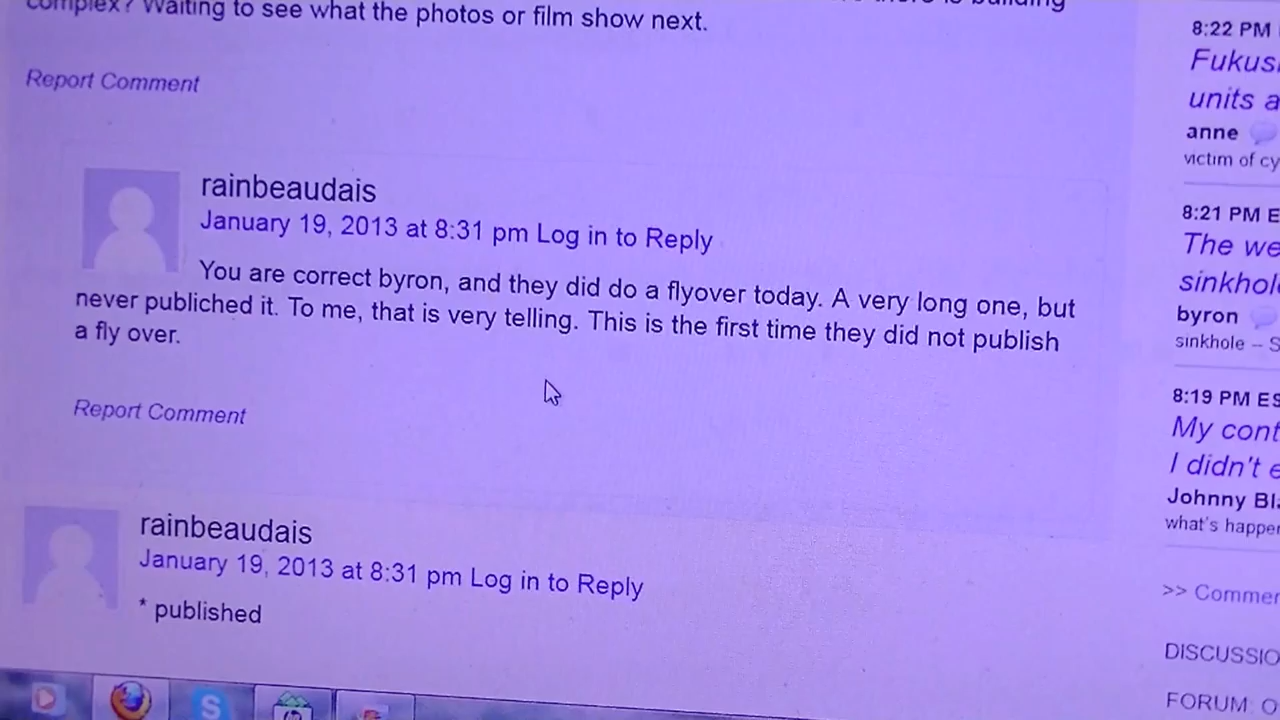 complex? Waiting to see what the photos or film show next.
Report Comment
rainbeaudais
January 19, 2013 at 8:31 pm Log in to Reply
You are correct byron, and they did do a flyover today. A very long one, but
never publiched it. To me, that is very telling. This is the first time they did not publish
a fly over.
Report Comment
rainbeaudais
January 19, 2013 at 8:31 pm Log in to Reply
* published
8:22 PM
Fukus
units a
anne
victim of cy
8:21 PM E
The we
sinkhol
byron
sinkhole – S
8:19 PM ES
My cont
I didn't e
Johnny Bl
what's happe
>> Commer
DISCUSSIO
FORUM: O